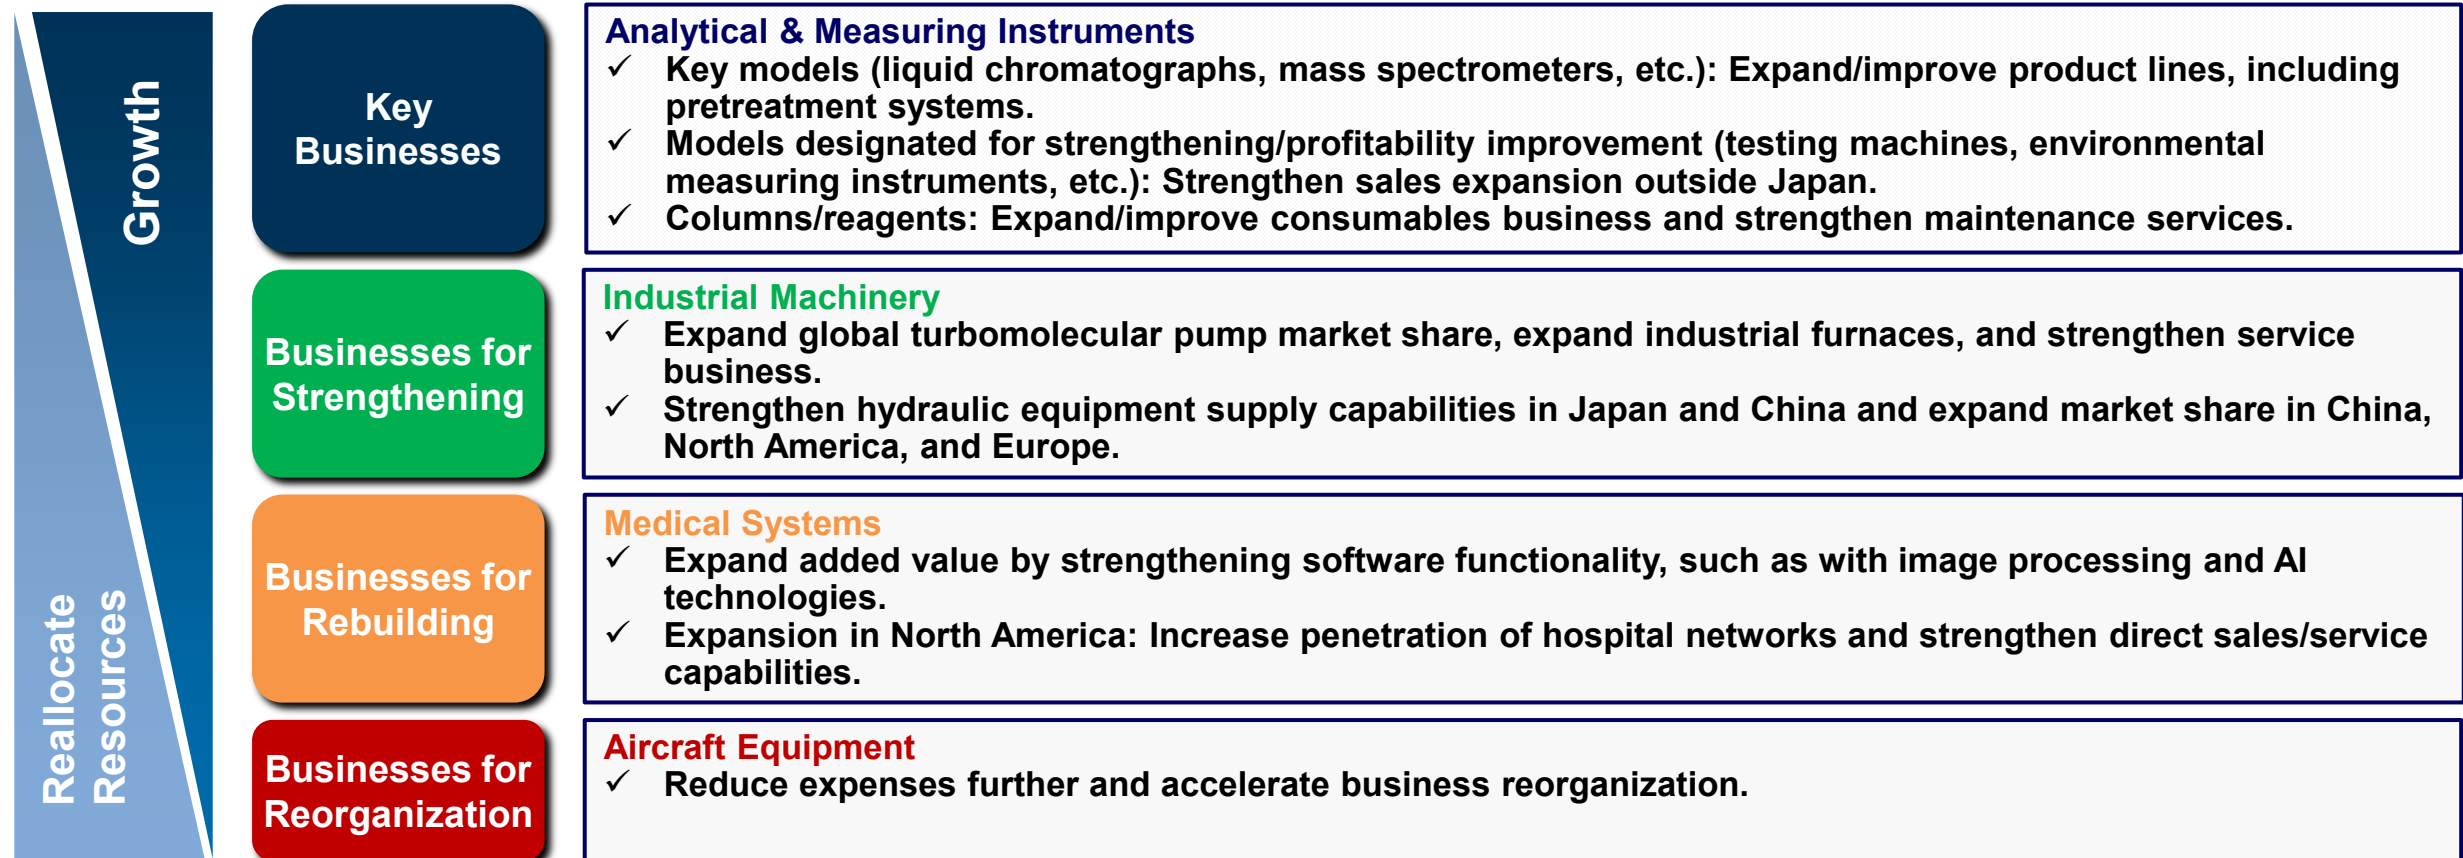 Growth
Reallocate
Resources
Key
Businesses
Analytical & Measuring Instruments
✓ Key models (liquid chromatographs, mass spectrometers, etc.): Expand/improve product lines, including
pretreatment systems.
✓ Models designated for strengthening/profitability improvement (testing machines, environmental
measuring instruments, etc.): Strengthen sales expansion outside Japan.
✓ Columns/reagents: Expand/improve consumables business and strengthen maintenance services.
Businesses for
Strengthening
Industrial Machinery
✓ Expand global turbomolecular pump market share, expand industrial furnaces, and strengthen service
business.
✓ Strengthen hydraulic equipment supply capabilities in Japan and China and expand market share in China,
North America, and Europe.
Businesses for
Rebuilding
Medical Systems
✓ Expand added value by strengthening software functionality, such as with image processing and AI
technologies.
✓ Expansion in North America: Increase penetration of hospital networks and strengthen direct sales/service
capabilities.
Businesses for
Reorganization
Aircraft Equipment
✓ Reduce expenses further and accelerate business reorganization.